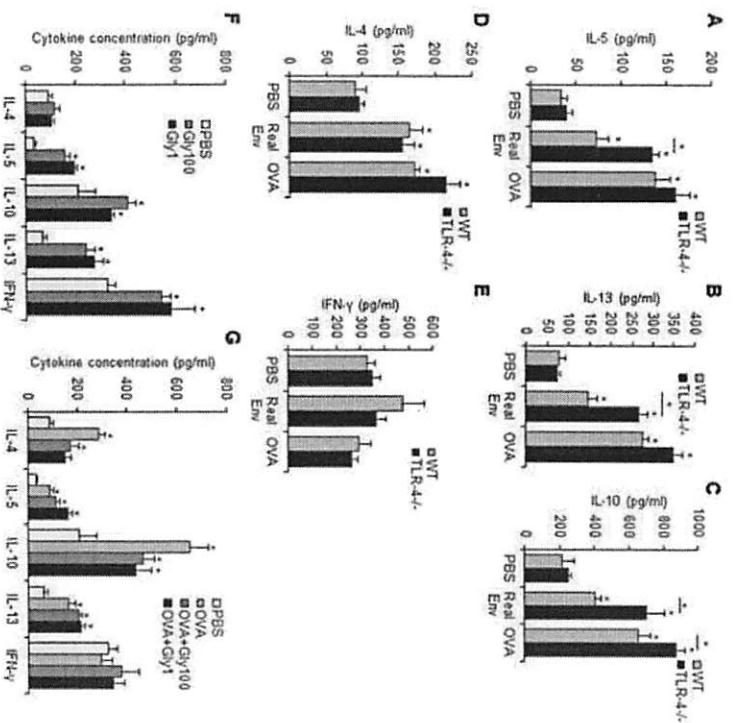 A
IL-5 (pg/ml)
200
150
100
50
0
PBS
Real Env
OVA
WT
TLR-4-/-
B
IL-13 (pg/ml)
400
350
300
250
200
150
100
50
0
PBS
Real Env
OVA
WT
TLR-4-/-
C
IL-10 (pg/ml)
1000
800
600
400
200
0
PBS
Real Env
OVA
WT
TLR-4-/-
D
IL-4 (pg/ml)
250
200
150
100
50
0
PBS
Real Env
OVA
WT
TLR-4-/-
E
IFN-γ (pg/ml)
600
500
400
300
200
100
0
PBS
Real Env
OVA
WT
TLR-4-/-
F
Cytokine concentration (pg/ml)
800
600
400
200
0
IL-4
IL-5
IL-10
IL-13
IFN-γ
PBS
Gly100
Gly1
G
Cytokine concentration (pg/ml)
800
600
400
200
0
IL-4
IL-5
IL-10
IL-13
IFN-γ
PBS
OVA
OVA+Gly100
OVA+Gly1